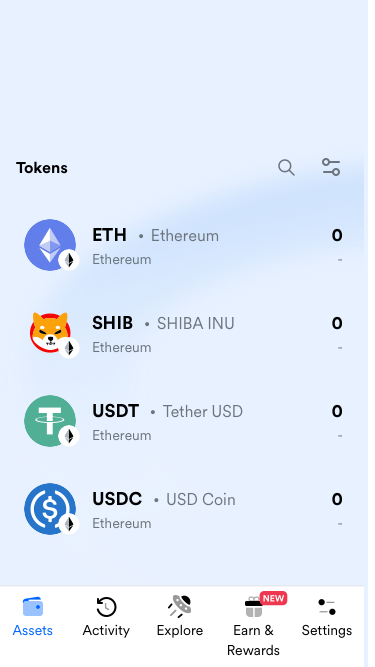 Tokens
ETH • Ethereum 0
Ethereum -
SHIB • SHIBA INU 0
Ethereum -
USDT • Tether USD 0
Ethereum -
USDC • USD Coin 0
Ethereum -
NEW
Assets Activity Explore Earn & Settings
Rewards